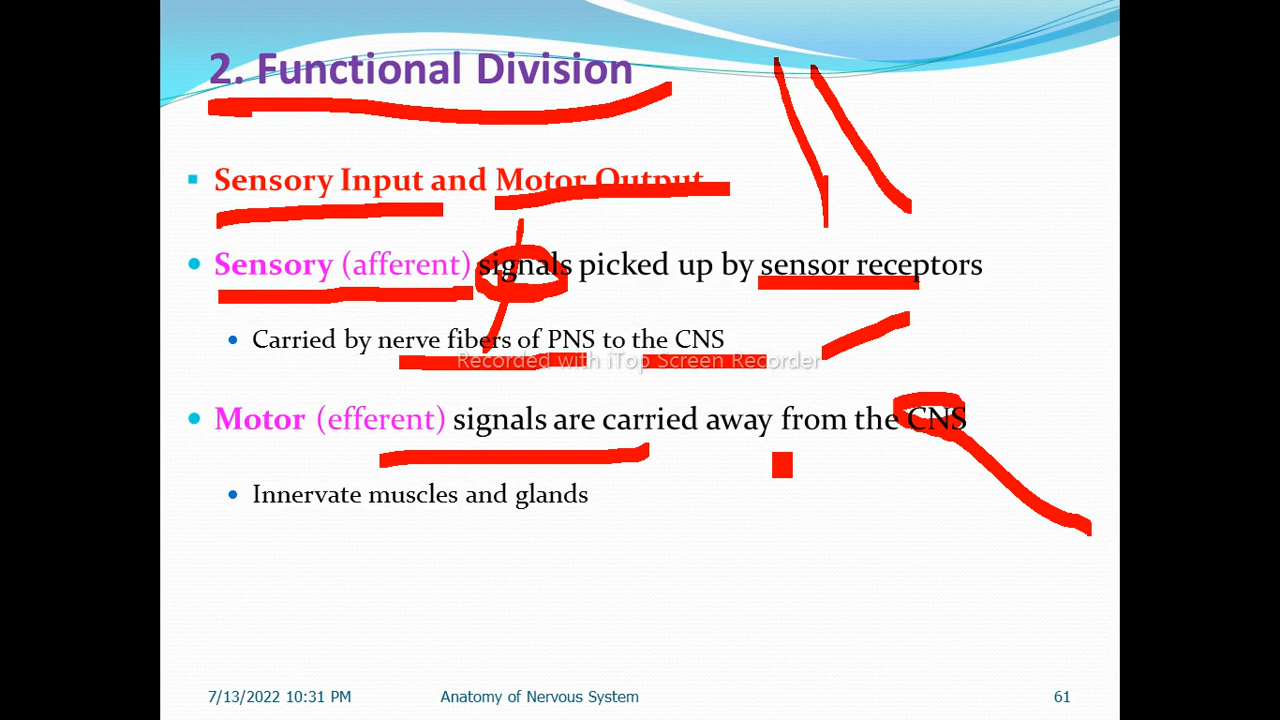 2. Functional Division
Sensory Input and Motor Output
Sensory (afferent) signals picked up by sensor receptors
Carried by nerve fibers of PNS to the CNS
Recorded with iTop Screen Recorder
Motor (efferent) signals are carried away from the CNS
Innervate muscles and glands
7/13/2022 10:31 PM Anatomy of Nervous System 61